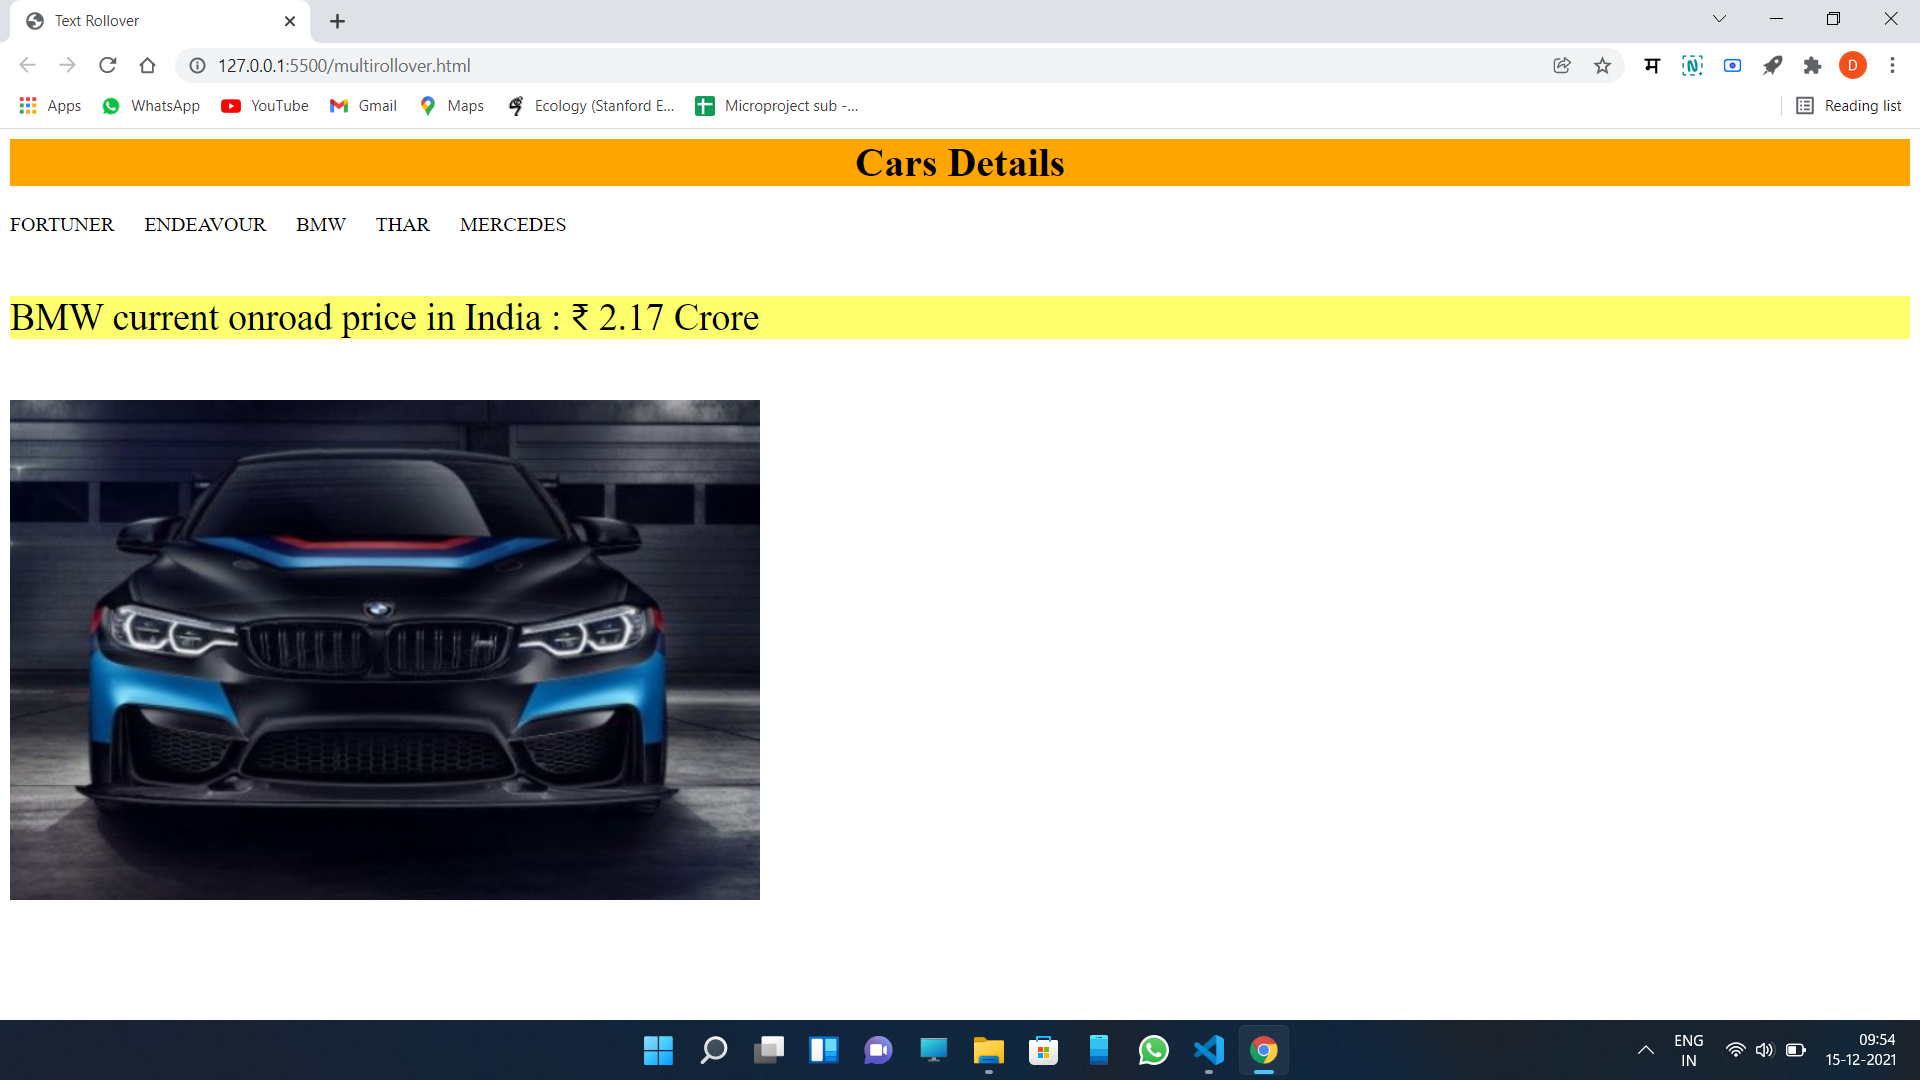 Text Rollover
127.0.0.1:5500/multirollover.html
म
N
D
Apps WhatsApp YouTube Gmail Maps Ecology (Stanford E... Microproject sub -... Reading list
Cars Details
FORTUNER ENDEAVOUR BMW THAR MERCEDES
BMW current onroad price in India : ₹ 2.17 Crore
ENG
IN
09:54
15-12-2021